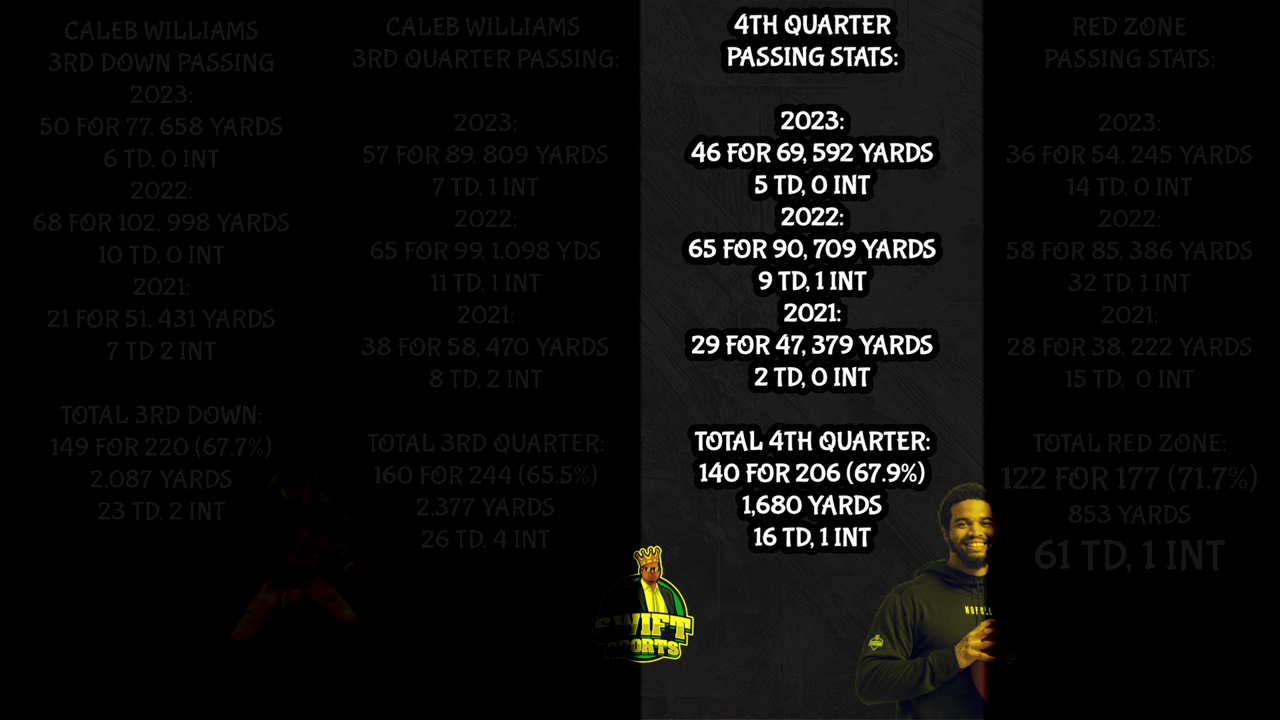 CALEB WILLIAMS
3RD DOWN PASSING
2023:
50 FOR 77, 658 YARDS
6 TD, 0 INT
2022:
68 FOR 102, 998 YARDS
10 TD, 0 INT
2021:
21 FOR 51, 431 YARDS
7 TD 2 INT
TOTAL 3RD DOWN:
149 FOR 220 (67.7%)
2,087 YARDS
23 TD, 2 INT
CALEB WILLIAMS
3RD QUARTER PASSING:
2023:
57 FOR 89, 809 YARDS
7 TD, 1 INT
2022:
65 FOR 99, 1,098 YDS
11 TD, 1 INT
2021:
38 FOR 58, 470 YARDS
8 TD, 2 INT
TOTAL 3RD QUARTER:
160 FOR 244 (65.5%)
2,377 YARDS
26 TD, 4 INT
4TH QUARTER
PASSING STATS:
2023:
46 FOR 69, 592 YARDS
5 TD, 0 INT
2022:
65 FOR 90, 709 YARDS
9 TD, 1 INT
2021:
29 FOR 47, 379 YARDS
2 TD, 0 INT
TOTAL 4TH QUARTER:
140 FOR 206 (67.9%)
1,680 YARDS
16 TD, 1 INT
RED ZONE
PASSING STATS:
2023:
36 FOR 54, 245 YARDS
14 TD, 0 INT
2022:
58 FOR 85, 386 YARDS
32 TD, 1 INT
2021:
28 FOR 38, 222 YARDS
15 TD, 0 INT
TOTAL RED ZONE:
122 FOR 177 (71.7%)
853 YARDS
61 TD, 1 INT
SWIFT
SPORTS